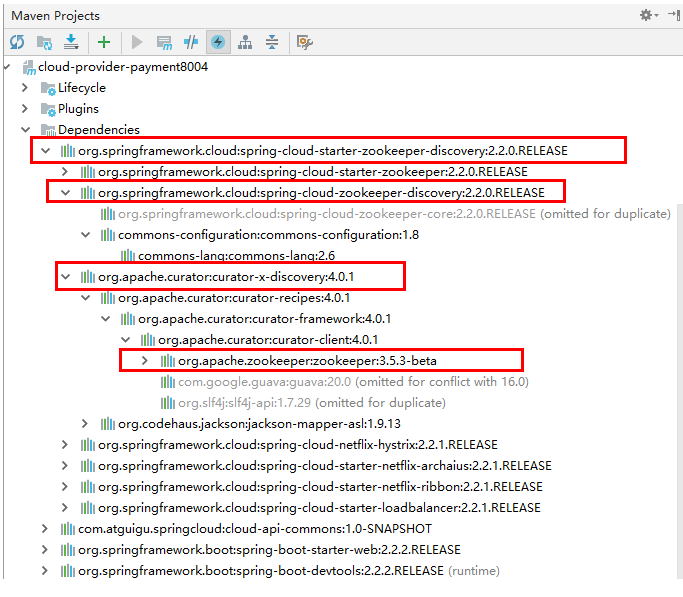 Maven Projects
cloud-provider-payment8004
Lifecycle
Plugins
Dependencies
org.springframework.cloud:spring-cloud-starter-zookeeper-discovery:2.2.0.RELEASE
org.springframework.cloud:spring-cloud-starter-zookeeper:2.2.0.RELEASE
org.springframework.cloud:spring-cloud-zookeeper-discovery:2.2.0.RELEASE
org.springframework.cloud:spring-cloud-zookeeper-core:2.2.0.RELEASE (omitted for duplicate)
commons-configuration:commons-configuration:1.8
commons-lang:commons-lang:2.6
org.apache.curator:curator-x-discovery:4.0.1
org.apache.curator:curator-recipes:4.0.1
org.apache.curator:curator-framework:4.0.1
org.apache.curator:curator-client:4.0.1
org.apache.zookeeper:zookeeper:3.5.3-beta
com.google.guava:guava:20.0 (omitted for conflict with 16.0)
org.slf4j:slf4j-api:1.7.29 (omitted for duplicate)
org.codehaus.jackson:jackson-mapper-asl:1.9.13
org.springframework.cloud:spring-cloud-netflix-hystrix:2.2.1.RELEASE
org.springframework.cloud:spring-cloud-starter-netflix-archaius:2.2.1.RELEASE
org.springframework.cloud:spring-cloud-starter-netflix-ribbon:2.2.1.RELEASE
org.springframework.cloud:spring-cloud-starter-loadbalancer:2.2.1.RELEASE
com.atguigu.springcloud:cloud-api-commons:1.0-SNAPSHOT
org.springframework.boot:spring-boot-starter-web:2.2.2.RELEASE
org.springframework.boot:spring-boot-devtools:2.2.2.RELEASE (runtime)